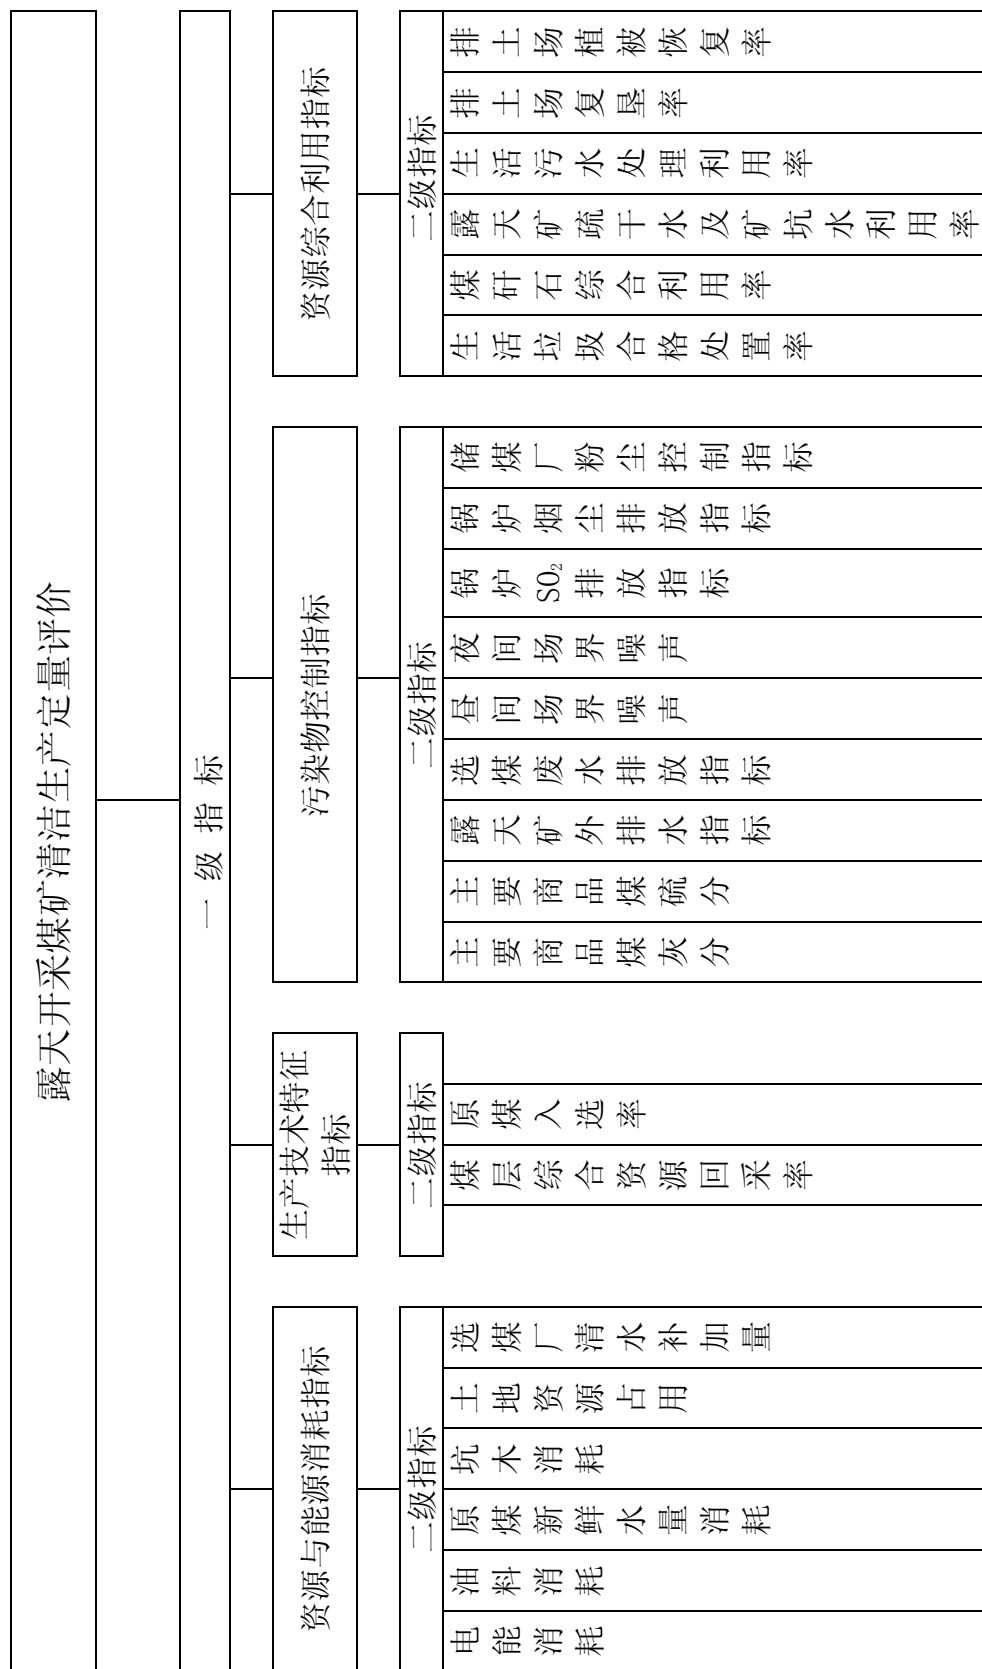 露天开采煤矿清洁生产定量评价
一级指标
资源与能源消耗指标
二级指标
电能消耗
油料消耗
原煤新鲜水量消耗
坑木消耗
土地资源占用
选煤厂清水补加量
生产技术特征
指标
二级指标
煤层综合资源回采率
原煤入选率
污染物控制指标
二级指标
主要商品煤灰分
主要商品煤硫分
露天矿外排水指标
选煤废水排放指标
昼间场界噪声
夜间场界噪声
锅炉SO₂排放指标
锅炉烟尘排放指标
储煤厂粉尘控制指标
资源综合利用指标
二级指标
生活垃圾合格处置率
煤矸石综合利用率
露天矿疏干水及矿坑水利用率
生活污水处理利用率
排土场复垦率
排土场植被恢复率